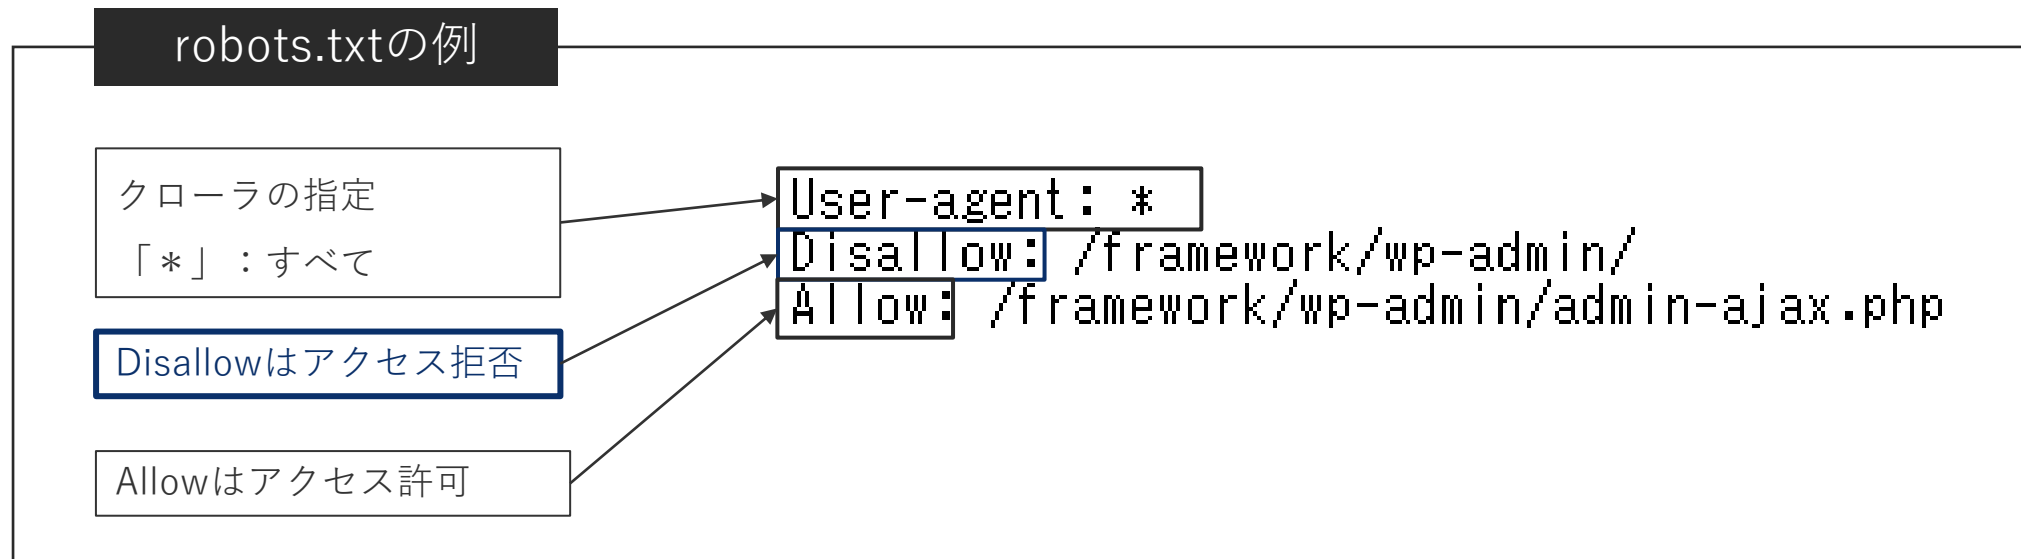 robots.txtの例
クローラの指定
「＊」：すべて
Disallowはアクセス拒否
Allowはアクセス許可
User-agent: *
Disallow: /framework/wp-admin/
Allow: /framework/wp-admin/admin-ajax.php